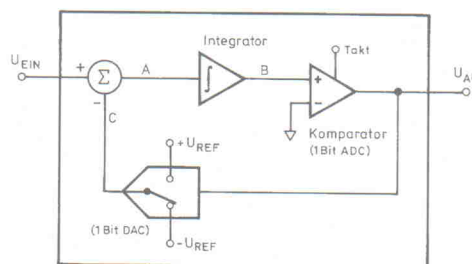 Integrator
Takt
U_EIN
+
Σ
A
∫
B
+
−
U_A
−
C
Komparator
(1Bit ADC)
+U_REF
(1 Bit DAC)
−U_REF